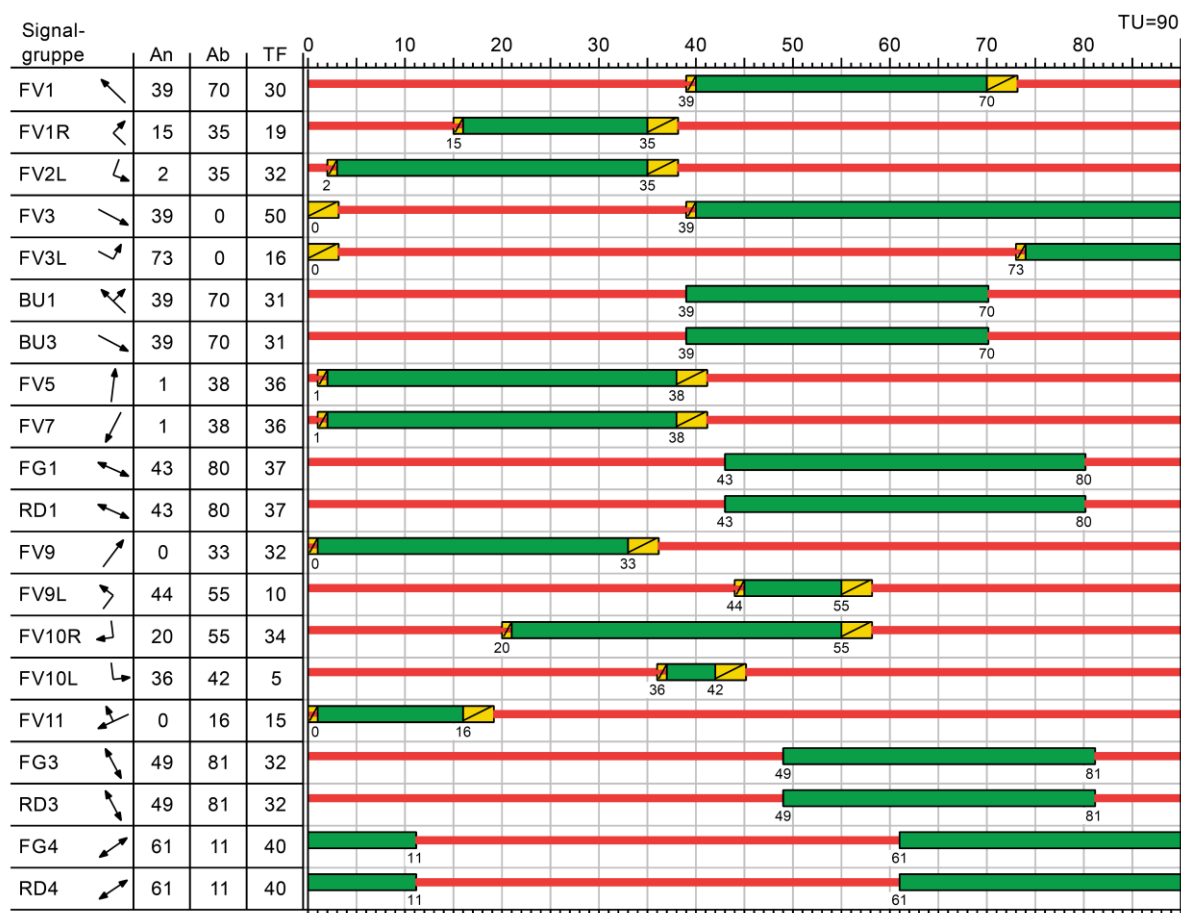 TU=90
Signal-
gruppe An Ab TF 0 10 20 30 40 50 60 70 80
FV1 39 70 30
39 70
FV1R 15 35 19
15 35
FV2L 2 35 32
2 35
FV3 39 0 50
0 39
FV3L 73 0 16
0 73
BU1 39 70 31
39 70
BU3 39 70 31
39 70
FV5 1 38 36
1 38
FV7 1 38 36
1 38
FG1 43 80 37
43 80
RD1 43 80 37
43 80
FV9 0 33 32
0 33
FV9L 44 55 10
44 55
FV10R 20 55 34
20 55
FV10L 36 42 5
36 42
FV11 0 16 15
0 16
FG3 49 81 32
49 81
RD3 49 81 32
49 81
FG4 61 11 40
11 61
RD4 61 11 40
11 61